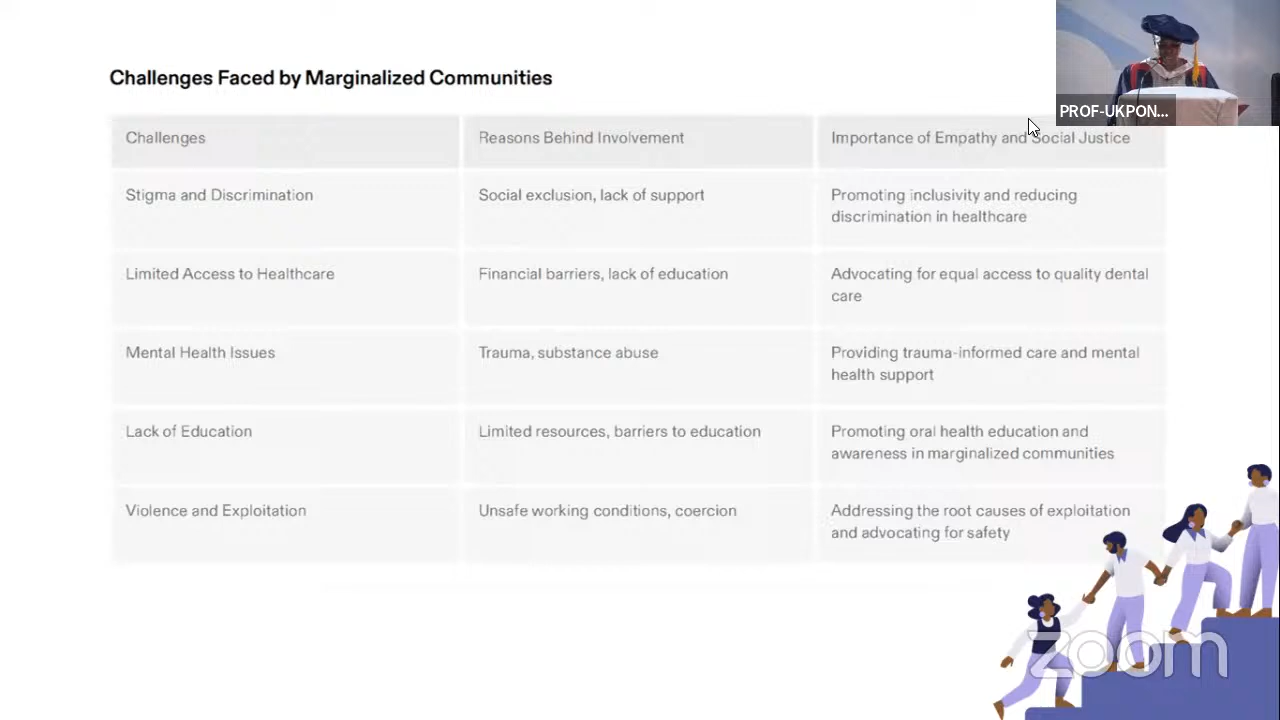 Challenges Faced by Marginalized Communities
PROF-UKPON...
Challenges
Reasons Behind Involvement
Importance of Empathy and Social Justice
Stigma and Discrimination
Social exclusion, lack of support
Promoting inclusivity and reducing
discrimination in healthcare
Limited Access to Healthcare
Financial barriers, lack of education
Advocating for equal access to quality dental
care
Mental Health Issues
Trauma, substance abuse
Providing trauma-informed care and mental
health support
Lack of Education
Limited resources, barriers to education
Promoting oral health education and
awareness in marginalized communities
Violence and Exploitation
Unsafe working conditions, coercion
Addressing the root causes of exploitation
and advocating for safety
zoom